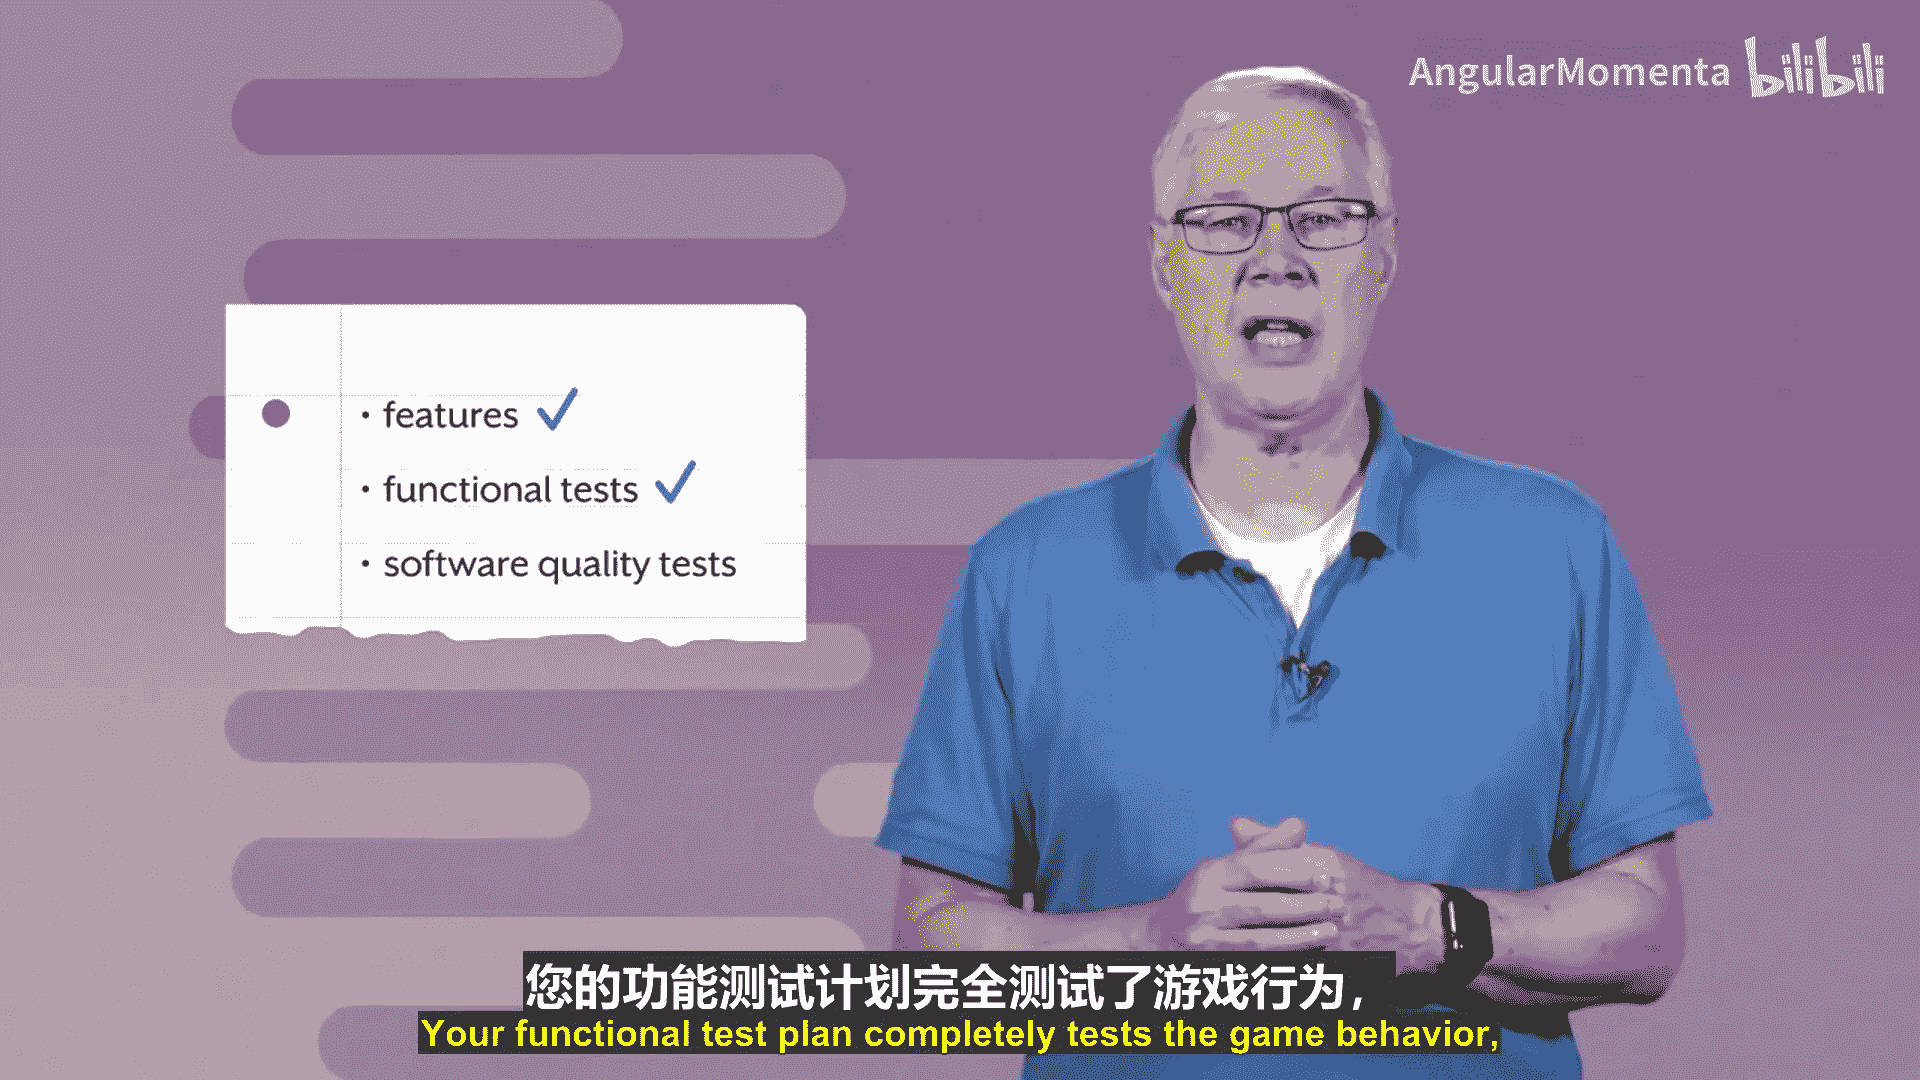 AngularMomenta bilibili
• features
• functional tests
• software quality tests
您的功能测试计划完全测试了游戏行为，
Your functional test plan completely tests the game behavior,